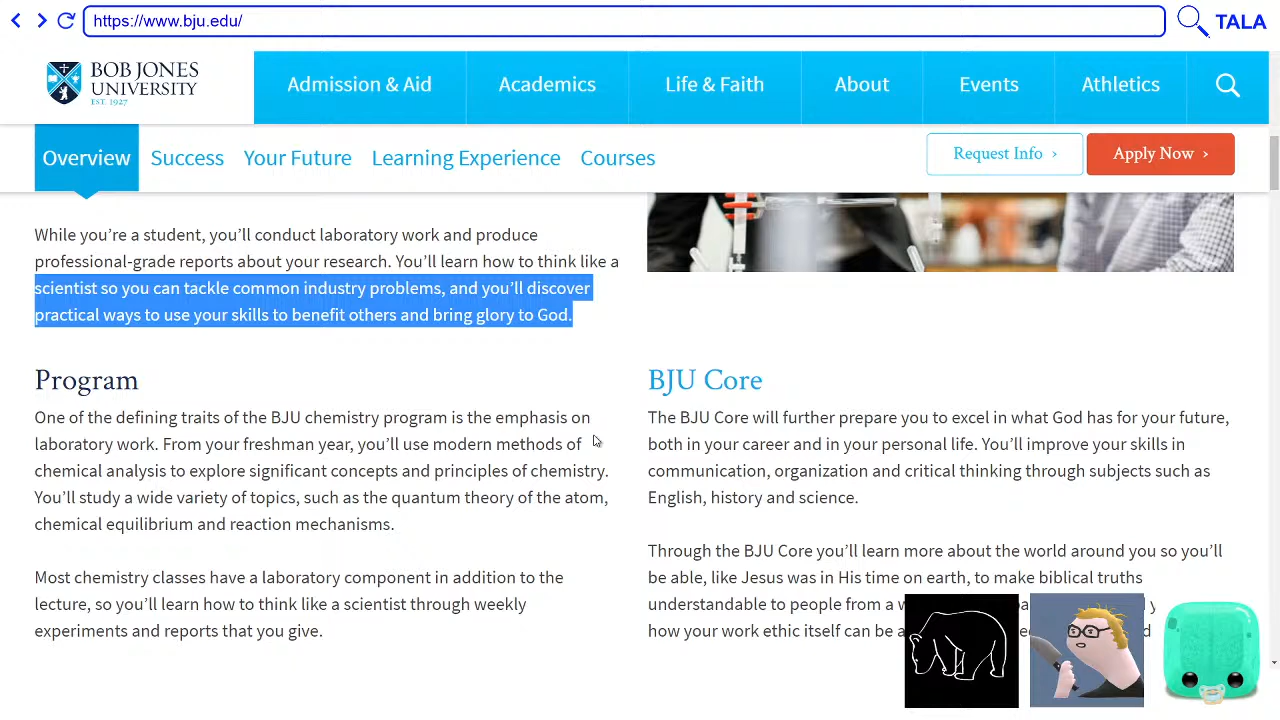 https://www.bju.edu/
TALA
BOB JONES
UNIVERSITY
EST. 1927
Admission & Aid
Academics
Life & Faith
About
Events
Athletics
Overview
Success
Your Future
Learning Experience
Courses
Request Info ›
Apply Now ›
While you're a student, you'll conduct laboratory work and produce
professional-grade reports about your research. You'll learn how to think like a
scientist so you can tackle common industry problems, and you'll discover
practical ways to use your skills to benefit others and bring glory to God.
Program
One of the defining traits of the BJU chemistry program is the emphasis on
laboratory work. From your freshman year, you'll use modern methods of
chemical analysis to explore significant concepts and principles of chemistry.
You'll study a wide variety of topics, such as the quantum theory of the atom,
chemical equilibrium and reaction mechanisms.
Most chemistry classes have a laboratory component in addition to the
lecture, so you'll learn how to think like a scientist through weekly
experiments and reports that you give.
BJU Core
The BJU Core will further prepare you to excel in what God has for your future,
both in your career and in your personal life. You'll improve your skills in
communication, organization and critical thinking through subjects such as
English, history and science.
Through the BJU Core you'll learn more about the world around you so you'll
be able, like Jesus was in His time on earth, to make biblical truths
understandable to people from a
how your work ethic itself can be a